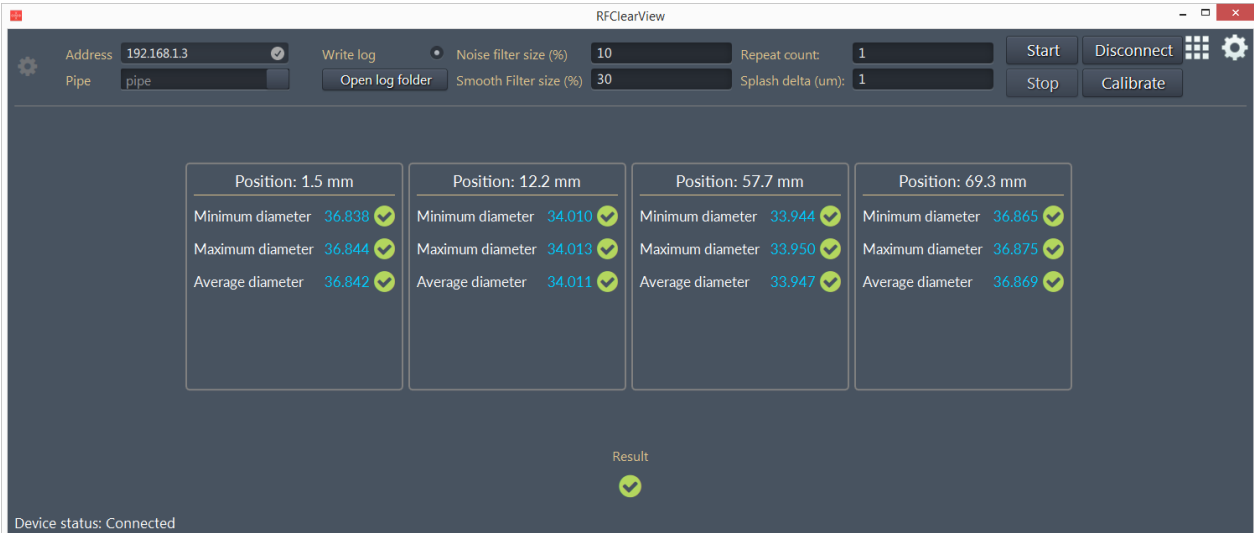 RFClearView
Address 192.168.1.3 Write log Noise filter size (%) 10 Repeat count: 1 Start Disconnect
Pipe pipe Open log folder Smooth Filter size (%) 30 Splash delta (um): 1 Stop Calibrate
Position: 1.5 mm
Minimum diameter 36.838
Maximum diameter 36.844
Average diameter 36.842
Position: 12.2 mm
Minimum diameter 34.010
Maximum diameter 34.013
Average diameter 34.011
Position: 57.7 mm
Minimum diameter 33.944
Maximum diameter 33.950
Average diameter 33.947
Position: 69.3 mm
Minimum diameter 36.865
Maximum diameter 36.875
Average diameter 36.869
Result
Device status: Connected